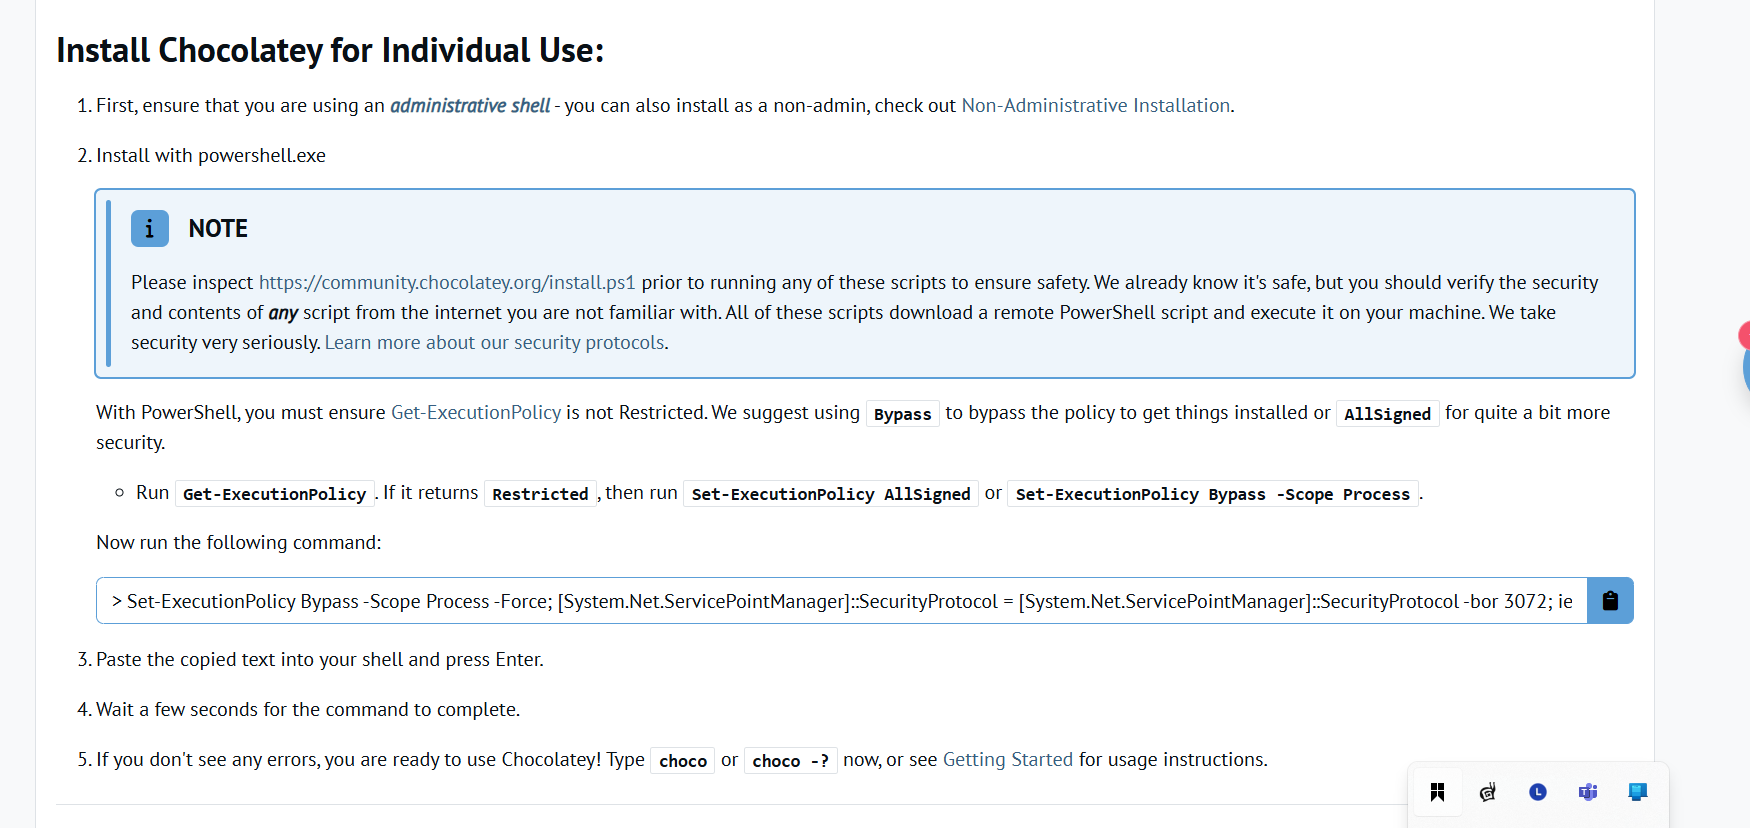 Install Chocolatey for Individual Use:
1. First, ensure that you are using an administrative shell - you can also install as a non-admin, check out Non-Administrative Installation.
2. Install with powershell.exe
i NOTE
Please inspect https://community.chocolatey.org/install.ps1 prior to running any of these scripts to ensure safety. We already know it's safe, but you should verify the security
and contents of any script from the internet you are not familiar with. All of these scripts download a remote PowerShell script and execute it on your machine. We take
security very seriously. Learn more about our security protocols.
With PowerShell, you must ensure Get-ExecutionPolicy is not Restricted. We suggest using Bypass to bypass the policy to get things installed or AllSigned for quite a bit more
security.
Run Get-ExecutionPolicy. If it returns Restricted, then run Set-ExecutionPolicy AllSigned or Set-ExecutionPolicy Bypass -Scope Process.
Now run the following command:
> Set-ExecutionPolicy Bypass -Scope Process -Force; [System.Net.ServicePointManager]::SecurityProtocol = [System.Net.ServicePointManager]::SecurityProtocol -bor 3072; ie
3. Paste the copied text into your shell and press Enter.
4. Wait a few seconds for the command to complete.
5. If you don't see any errors, you are ready to use Chocolatey! Type choco or choco -? now, or see Getting Started for usage instructions.
L